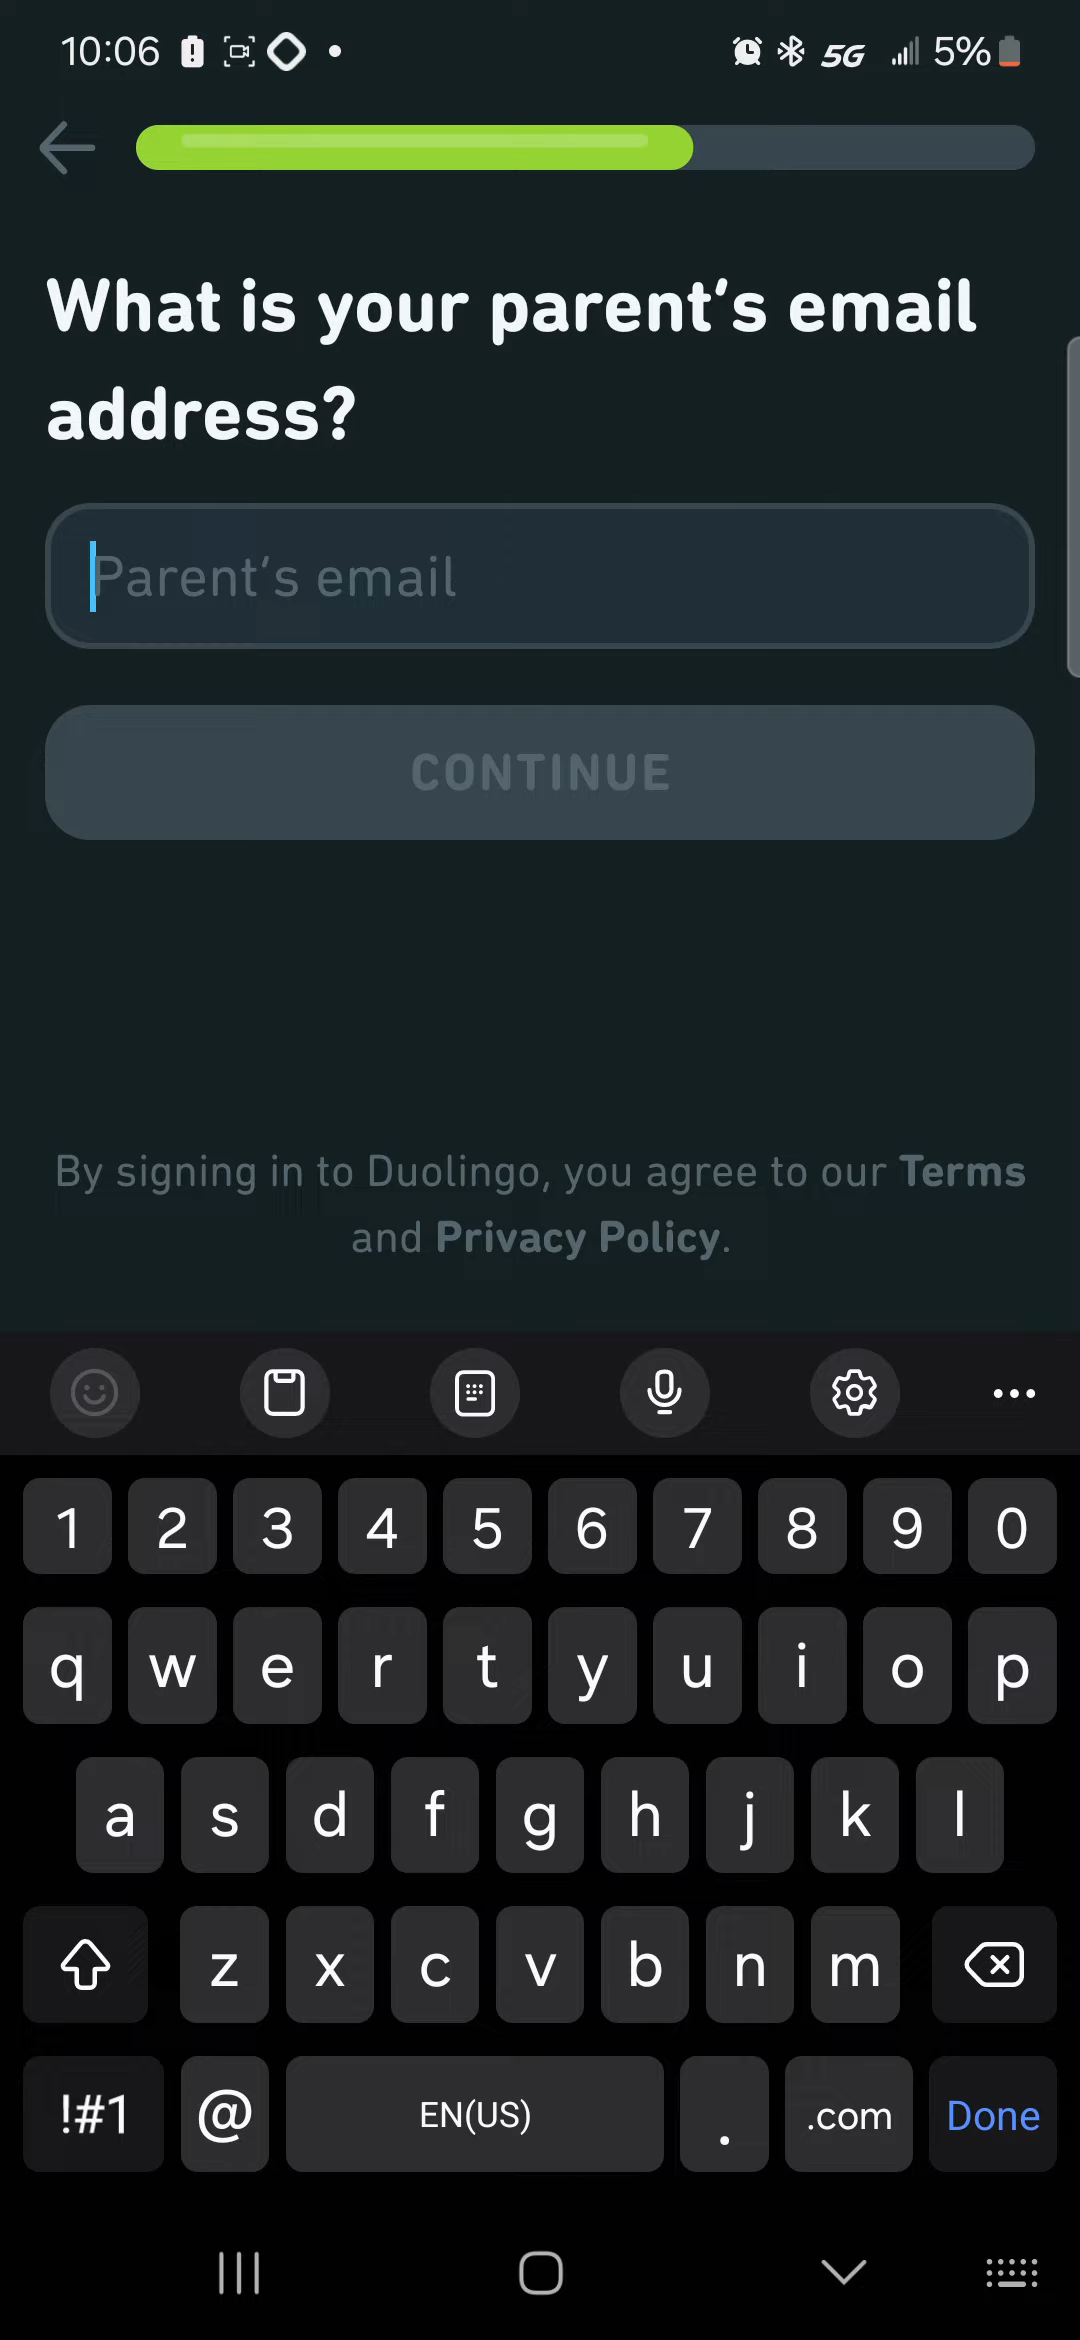 10:06 5G 5%
What is your parent's email
address?
Parent's email
CONTINUE
By signing in to Duolingo, you agree to our Terms
and Privacy Policy.
1 2 3 4 5 6 7 8 9 0
q w e r t y u i o p
a s d f g h j k l
z x c v b n m
!#1 @ EN(US) . .com Done